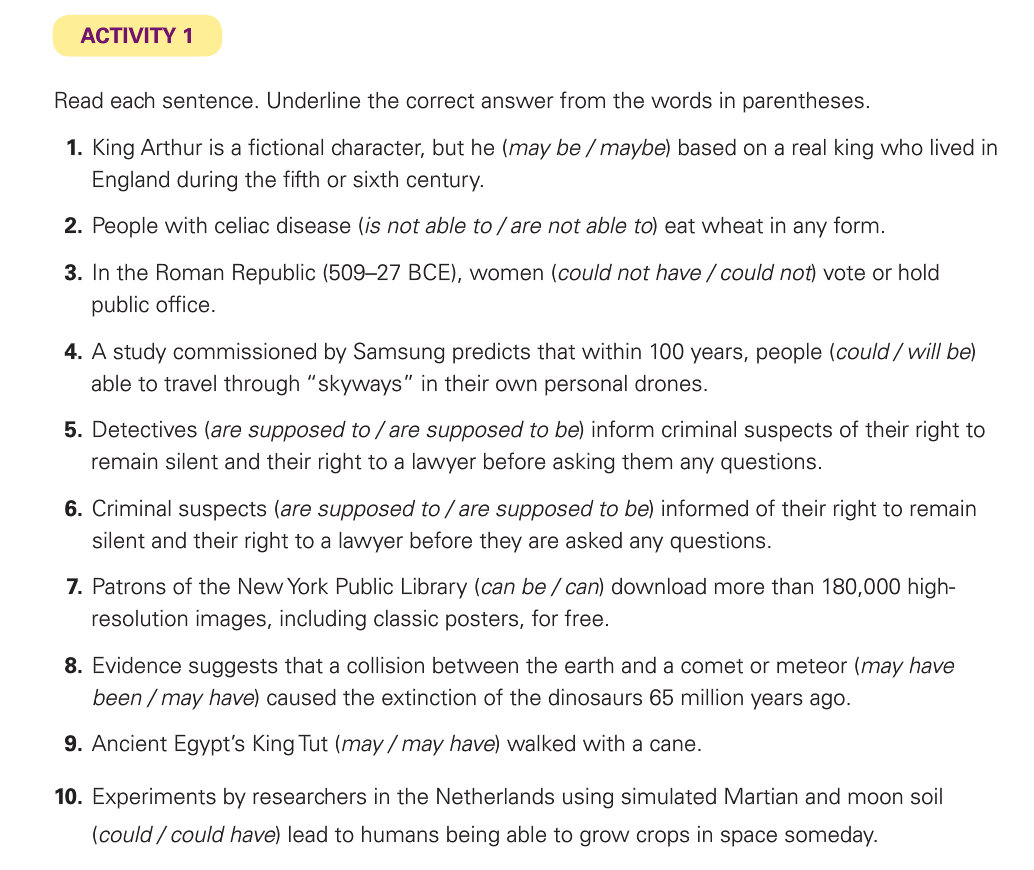 ACTIVITY 1
Read each sentence. Underline the correct answer from the words in parentheses.
1. King Arthur is a fictional character, but he (may be / maybe) based on a real king who lived in
England during the fifth or sixth century.
2. People with celiac disease (is not able to / are not able to) eat wheat in any form.
3. In the Roman Republic (509–27 BCE), women (could not have / could not) vote or hold
public office.
4. A study commissioned by Samsung predicts that within 100 years, people (could / will be)
able to travel through “skyways” in their own personal drones.
5. Detectives (are supposed to / are supposed to be) inform criminal suspects of their right to
remain silent and their right to a lawyer before asking them any questions.
6. Criminal suspects (are supposed to / are supposed to be) informed of their right to remain
silent and their right to a lawyer before they are asked any questions.
7. Patrons of the New York Public Library (can be / can) download more than 180,000 high-
resolution images, including classic posters, for free.
8. Evidence suggests that a collision between the earth and a comet or meteor (may have
been / may have) caused the extinction of the dinosaurs 65 million years ago.
9. Ancient Egypt’s King Tut (may / may have) walked with a cane.
10. Experiments by researchers in the Netherlands using simulated Martian and moon soil
(could / could have) lead to humans being able to grow crops in space someday.